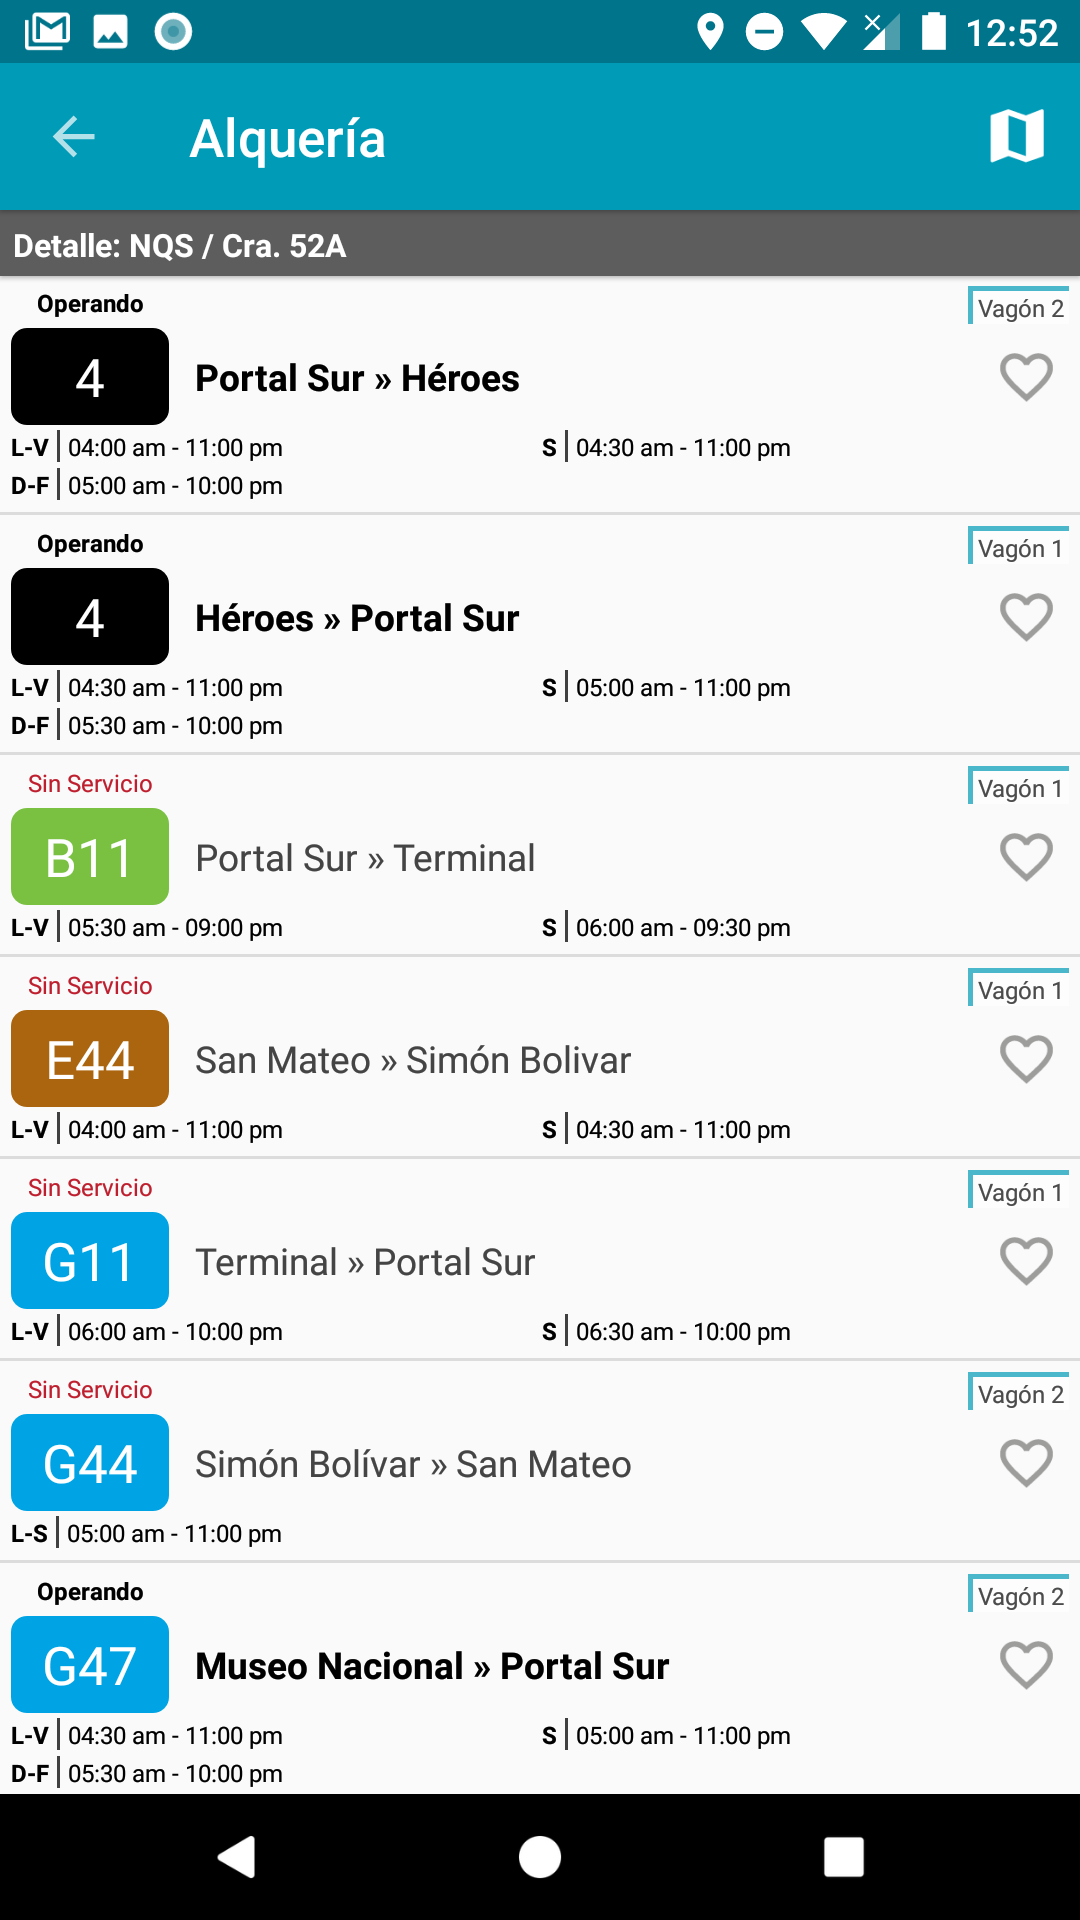 12:52
Alquería
Detalle: NQS / Cra. 52A
Operando
Vagón 2
4
Portal Sur » Héroes
L-V 04:00 am - 11:00 pm S 04:30 am - 11:00 pm
D-F 05:00 am - 10:00 pm
Operando
Vagón 1
4
Héroes » Portal Sur
L-V 04:30 am - 11:00 pm S 05:00 am - 11:00 pm
D-F 05:30 am - 10:00 pm
Sin Servicio
Vagón 1
B11
Portal Sur » Terminal
L-V 05:30 am - 09:00 pm S 06:00 am - 09:30 pm
Sin Servicio
Vagón 1
E44
San Mateo » Simón Bolivar
L-V 04:00 am - 11:00 pm S 04:30 am - 11:00 pm
Sin Servicio
Vagón 1
G11
Terminal » Portal Sur
L-V 06:00 am - 10:00 pm S 06:30 am - 10:00 pm
Sin Servicio
Vagón 2
G44
Simón Bolívar » San Mateo
L-S 05:00 am - 11:00 pm
Operando
Vagón 2
G47
Museo Nacional » Portal Sur
L-V 04:30 am - 11:00 pm S 05:00 am - 11:00 pm
D-F 05:30 am - 10:00 pm